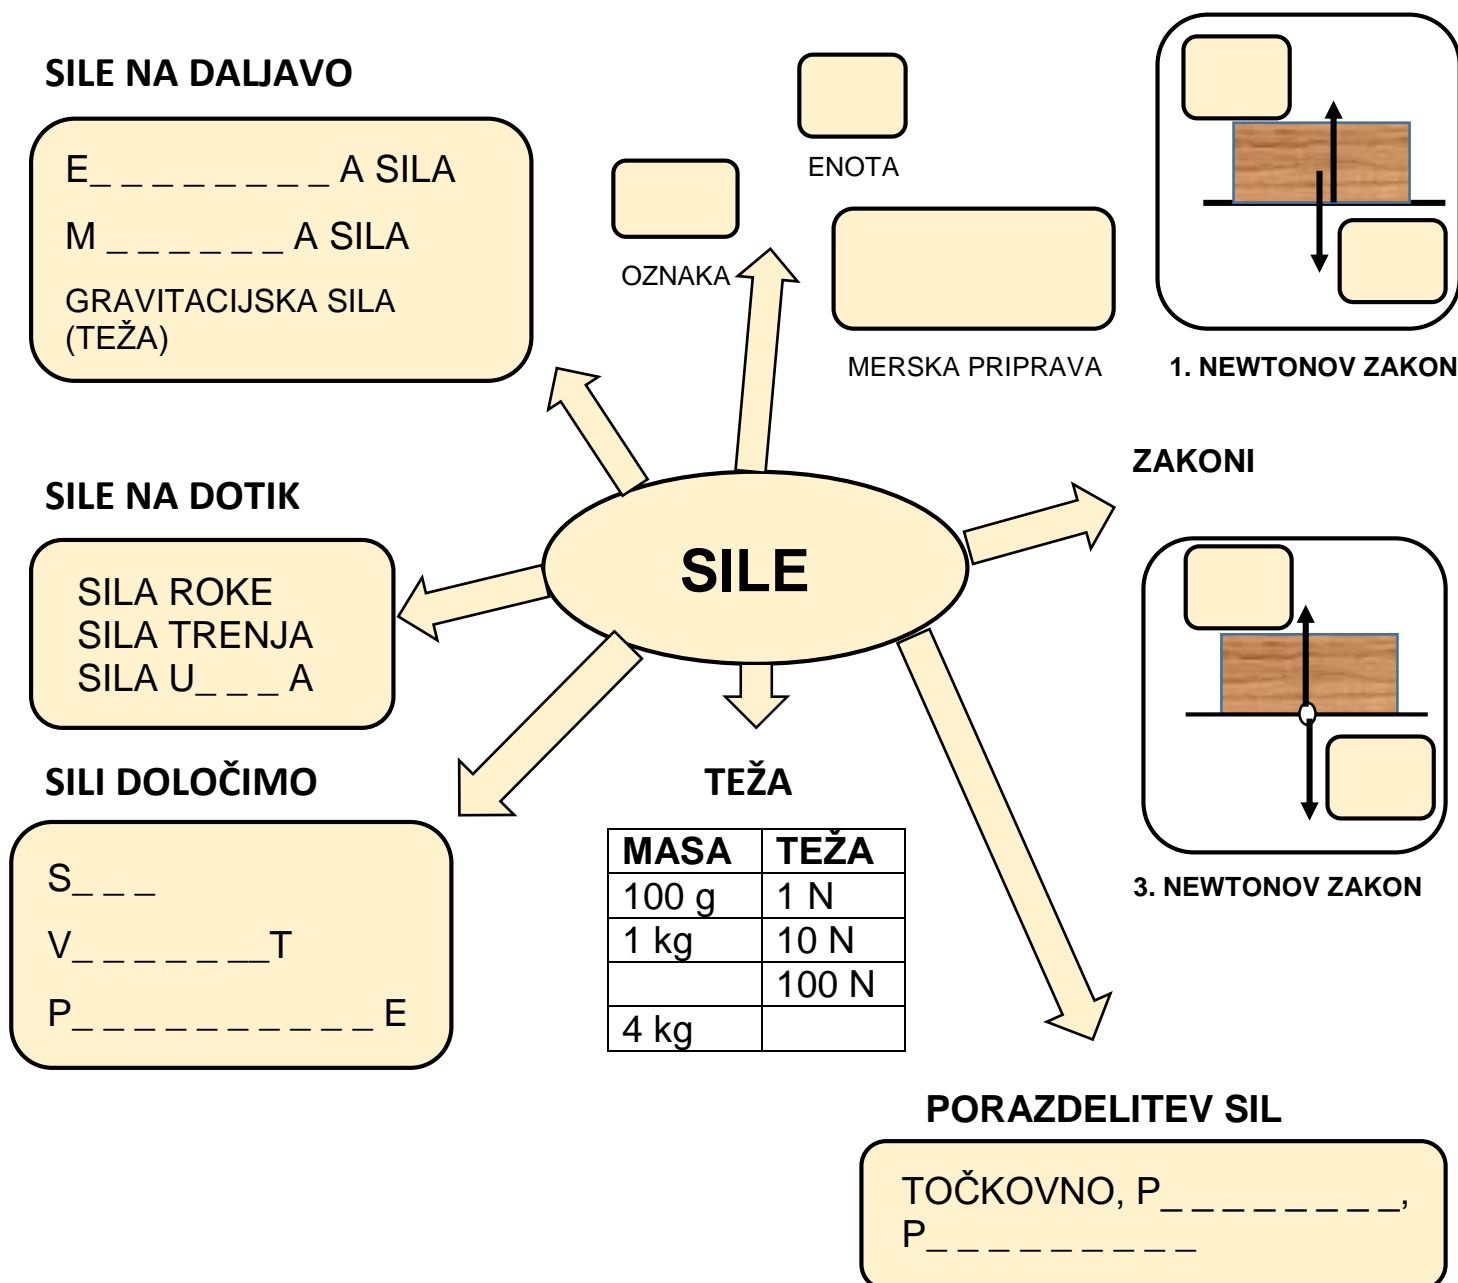 SILE NA DALJAVO
E_ _ _ _ _ _ _ _ A SILA
M _ _ _ _ _ _ A SILA
GRAVITACIJSKA SILA
(TEŽA)
ENOTA
OZNAKA
MERSKA PRIPRAVA
1. NEWTONOV ZAKON
ZAKONI
SILE NA DOTIK
SILA ROKE
SILA TRENJA
SILA U_ _ _ A
SILE
SILI DOLOČIMO
S_ _ _
V_ _ _ _ _ _ __T
P_ _ _ _ _ _ _ _ _ _ E
TEŽA
MASA TEŽA
100 g 1 N
1 kg 10 N
100 N
4 kg
3. NEWTONOV ZAKON
PORAZDELITEV SIL
TOČKOVNO, P_ _ _ _ _ _ _ _,
P_ _ _ _ _ _ _ _ _